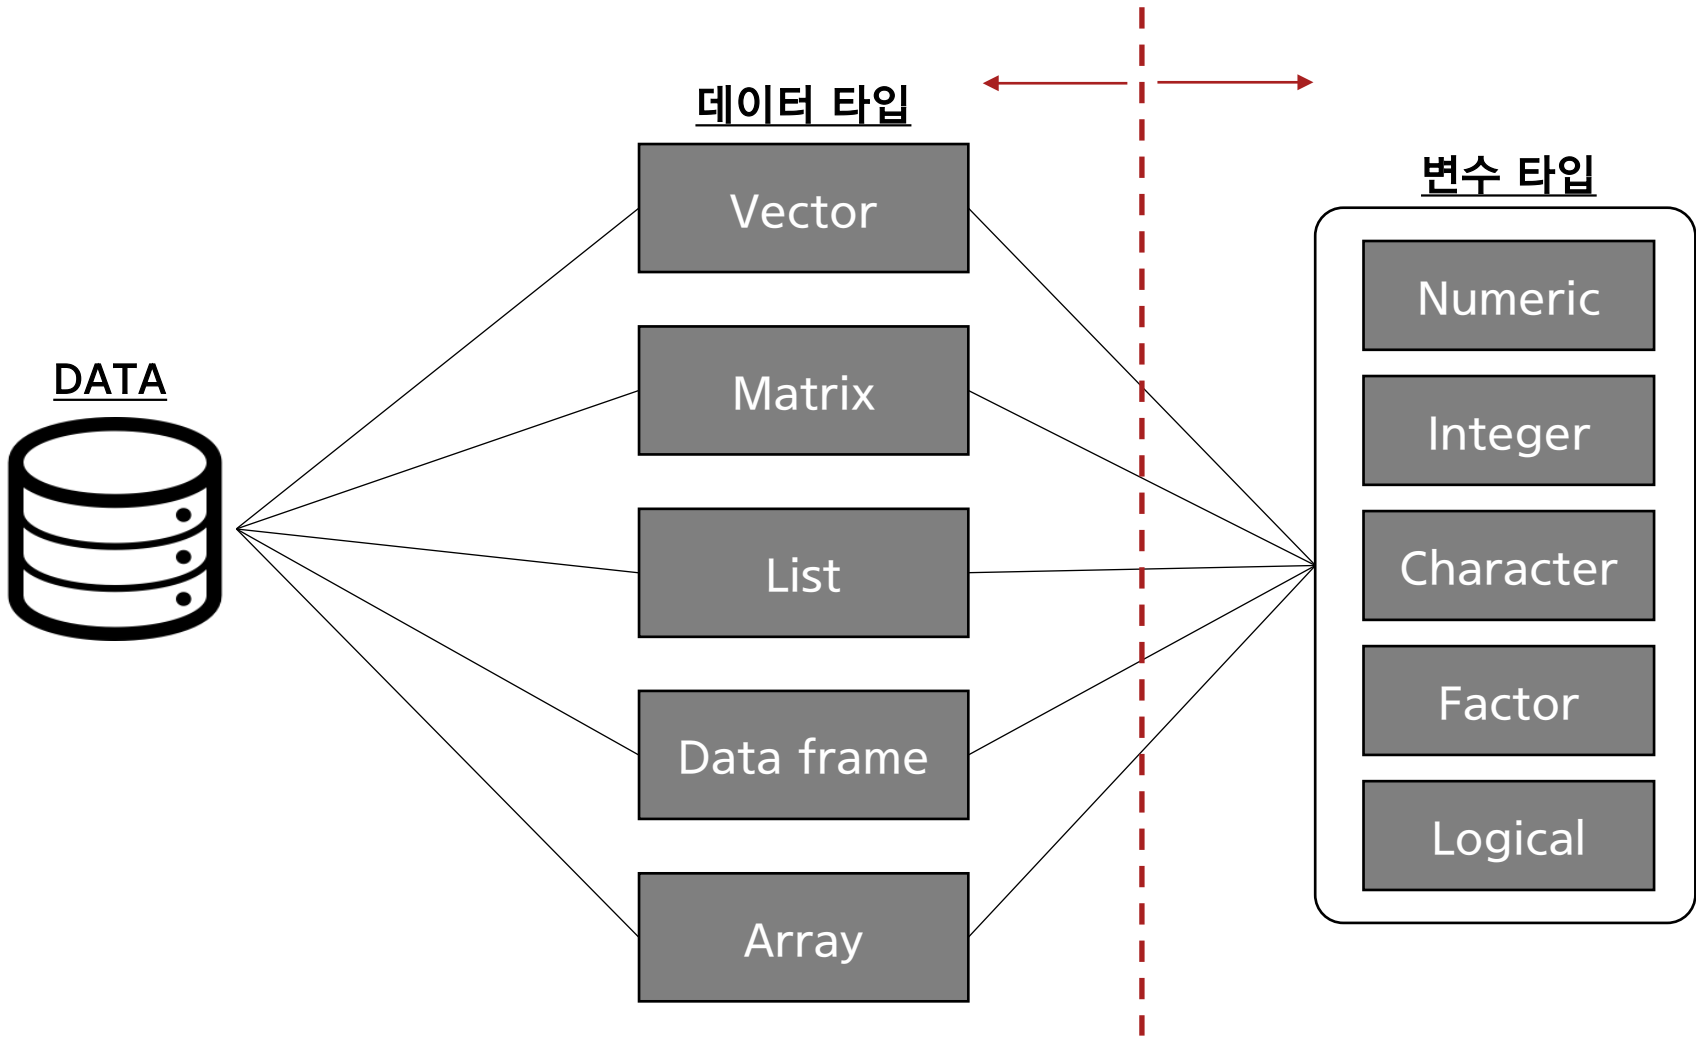 DATA
데이터 타입
Vector
Matrix
List
Data frame
Array
변수 타입
Numeric
Integer
Character
Factor
Logical